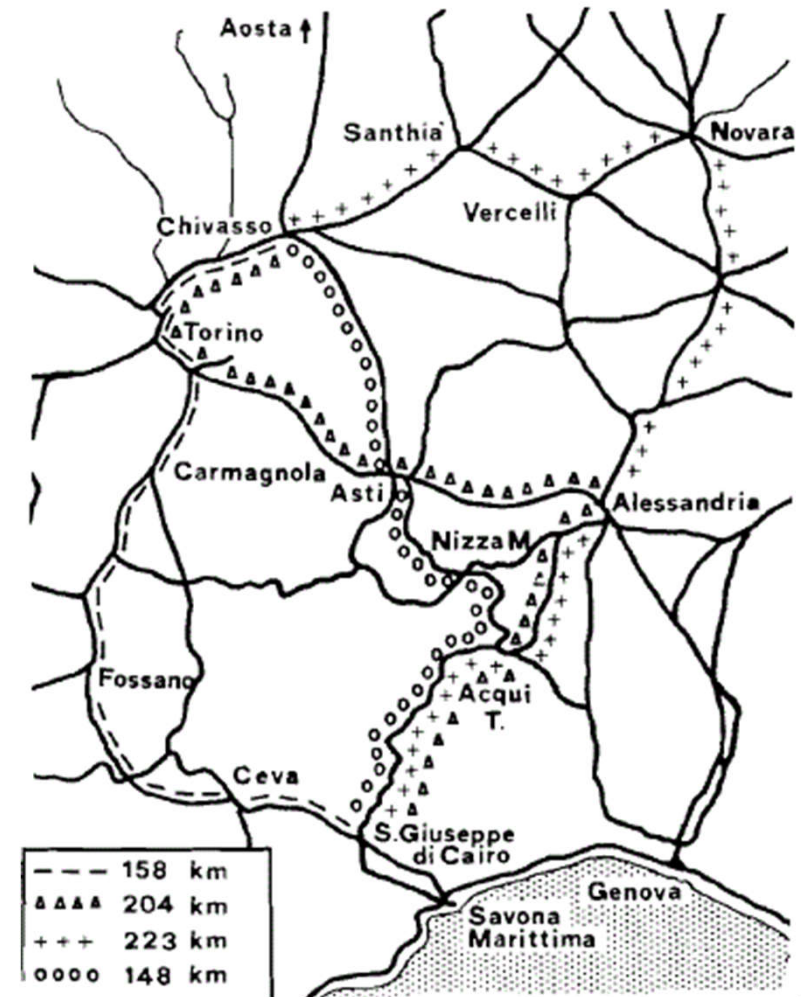 Aosta
Santhia`
Novara
Vercelli
Chivasso
Torino
Carmagnola
Asti
Alessandria
Nizza M
Fossano
Acqui
T.
Ceva
S.Giuseppe
di Cairo
Genova
Savona
Marittima
158 km
204 km
223 km
148 km